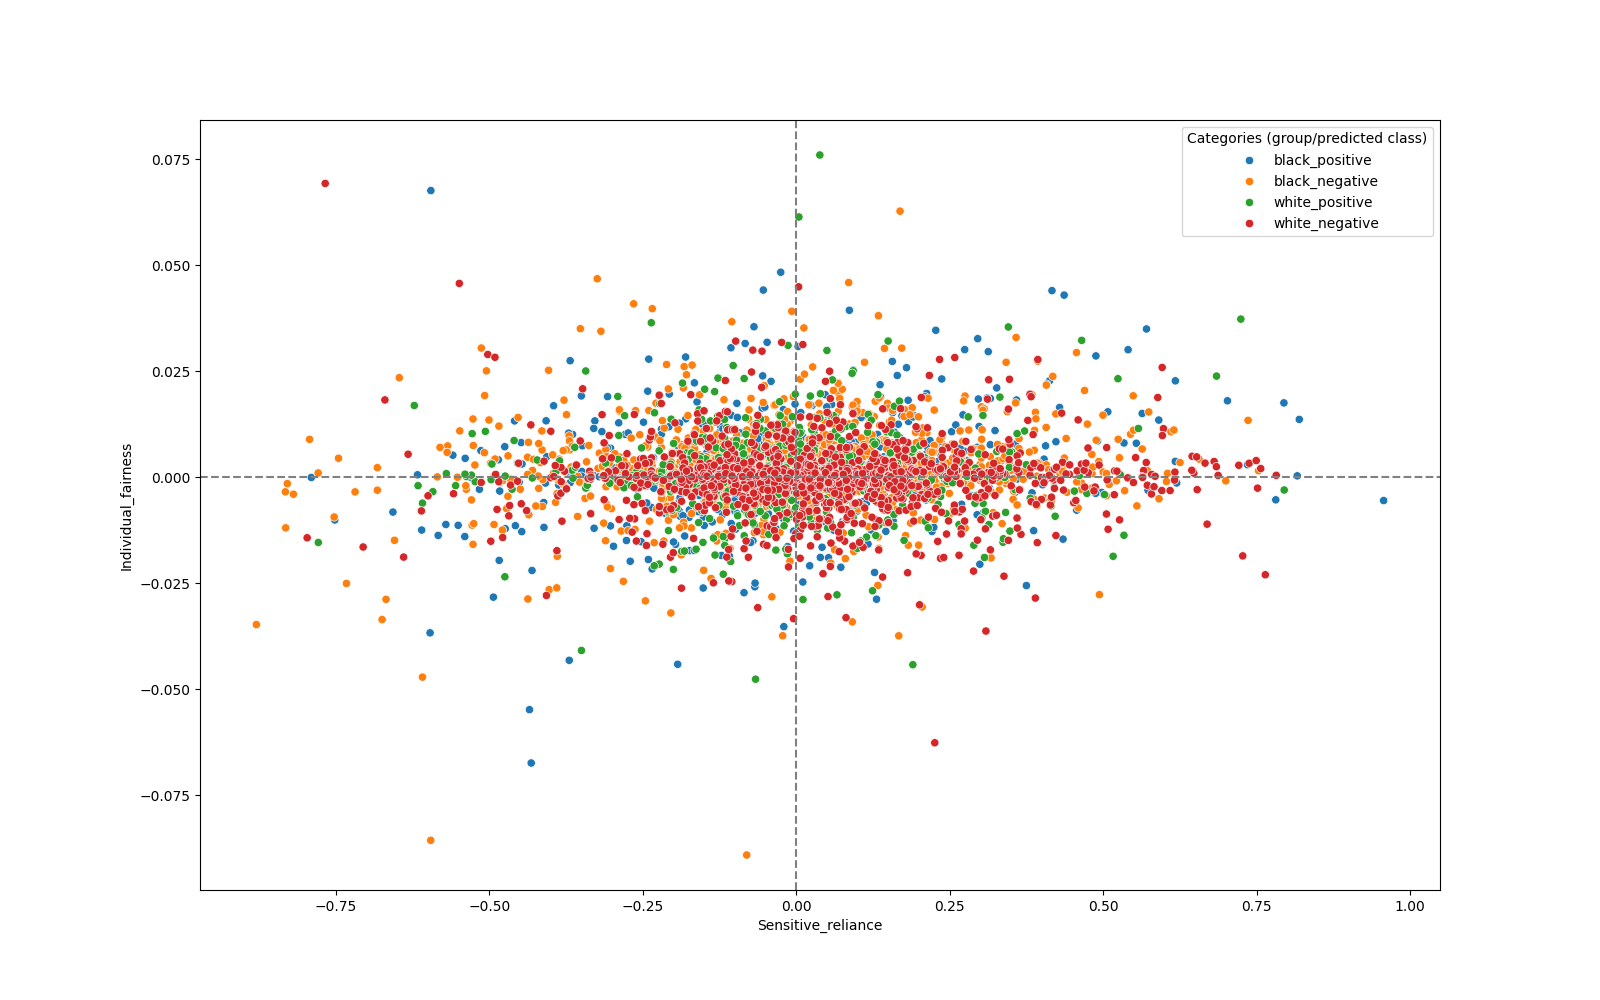 Categories (group/predicted class)
black_positive
black_negative
white_positive
white_negative
0.075
0.050
0.025
0.000
−0.025
−0.050
−0.075
Individual_fairness
−0.75
−0.50
−0.25
0.00
0.25
0.50
0.75
1.00
Sensitive_reliance